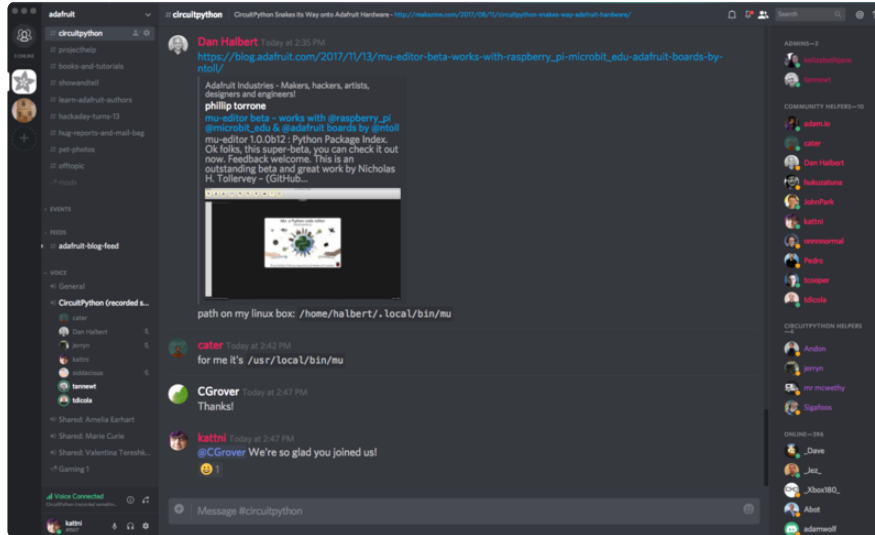 adafruit
# circuitpython
# projecthelp
# books-and-tutorials
# showandtell
# learn-adafruit-authors
# hackaday-turns-13
# hug-reports-and-mail-bag
# pet-photos
# offtopic
EVENTS
FEEDS
# adafruit-blog-feed
VOICE
General
CircuitPython (recorded s...
cater
Dan Halbert
jerryn
kattni
siddacious
tannewt
tdicola
Shared: Amelia Earhart
Shared: Marie Curie
Shared: Valentina Tereshk...
Gaming 1
Voice Connected
kattni
# circuitpython CircuitPython Snakes Its Way onto Adafruit Hardware - http://makezine.com/2017/08/11/circuitpython-snakes-way-adafruit-hardware/
Search
Dan Halbert Today at 2:35 PM
https://blog.adafruit.com/2017/11/13/mu-editor-beta-works-with-raspberry_pi-microbit_edu-adafruit-boards-by-
ntoll/
Adafruit Industries - Makers, hackers, artists,
designers and engineers!
phillip torrone
mu-editor beta – works with @raspberry_pi
@microbit_edu & @adafruit boards by @ntoll
mu-editor 1.0.0b12 : Python Package Index.
Ok folks, this super-beta, you can check it out
now. Feedback welcome. This is an
outstanding beta and great work by Nicholas
H. Tollervey – (GitHub...
path on my linux box: /home/halbert/.local/bin/mu
cater Today at 2:42 PM
for me it's /usr/local/bin/mu
CGrover Today at 2:47 PM
Thanks!
kattni Today at 2:47 PM
@CGrover We're so glad you joined us!
1
Message #circuitpython
ADMINS—2
tannewt
COMMUNITY HELPERS—10
adam.io
cater
Dan Halbert
JohnPark
kattni
Pedro
tdicola
CIRCUITPYTHON HELPERS
Andon
jerryn
mr mcwethy
Sigafoos
ONLINE—396
_Dave
_Jez_
_Xbox180_
Abot
adamwolf